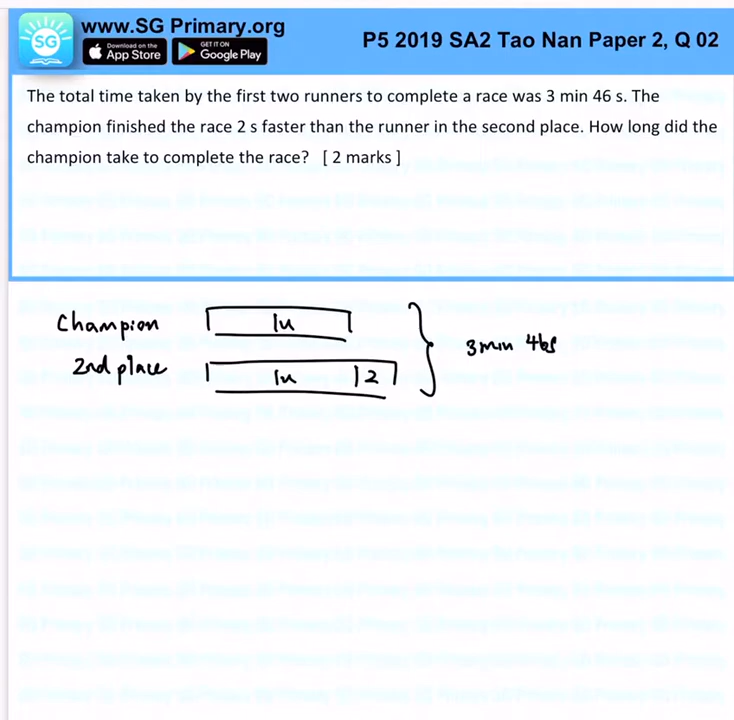 www.SG Primary.org
SG
Download on the
App Store
GET IT ON
Google Play
P5 2019 SA2 Tao Nan Paper 2, Q 02
The total time taken by the first two runners to complete a race was 3 min 46 s. The
champion finished the race 2 s faster than the runner in the second place. How long did the
champion take to complete the race? [ 2 marks ]
Champion 1u
3min 46s
2nd place 1u 2